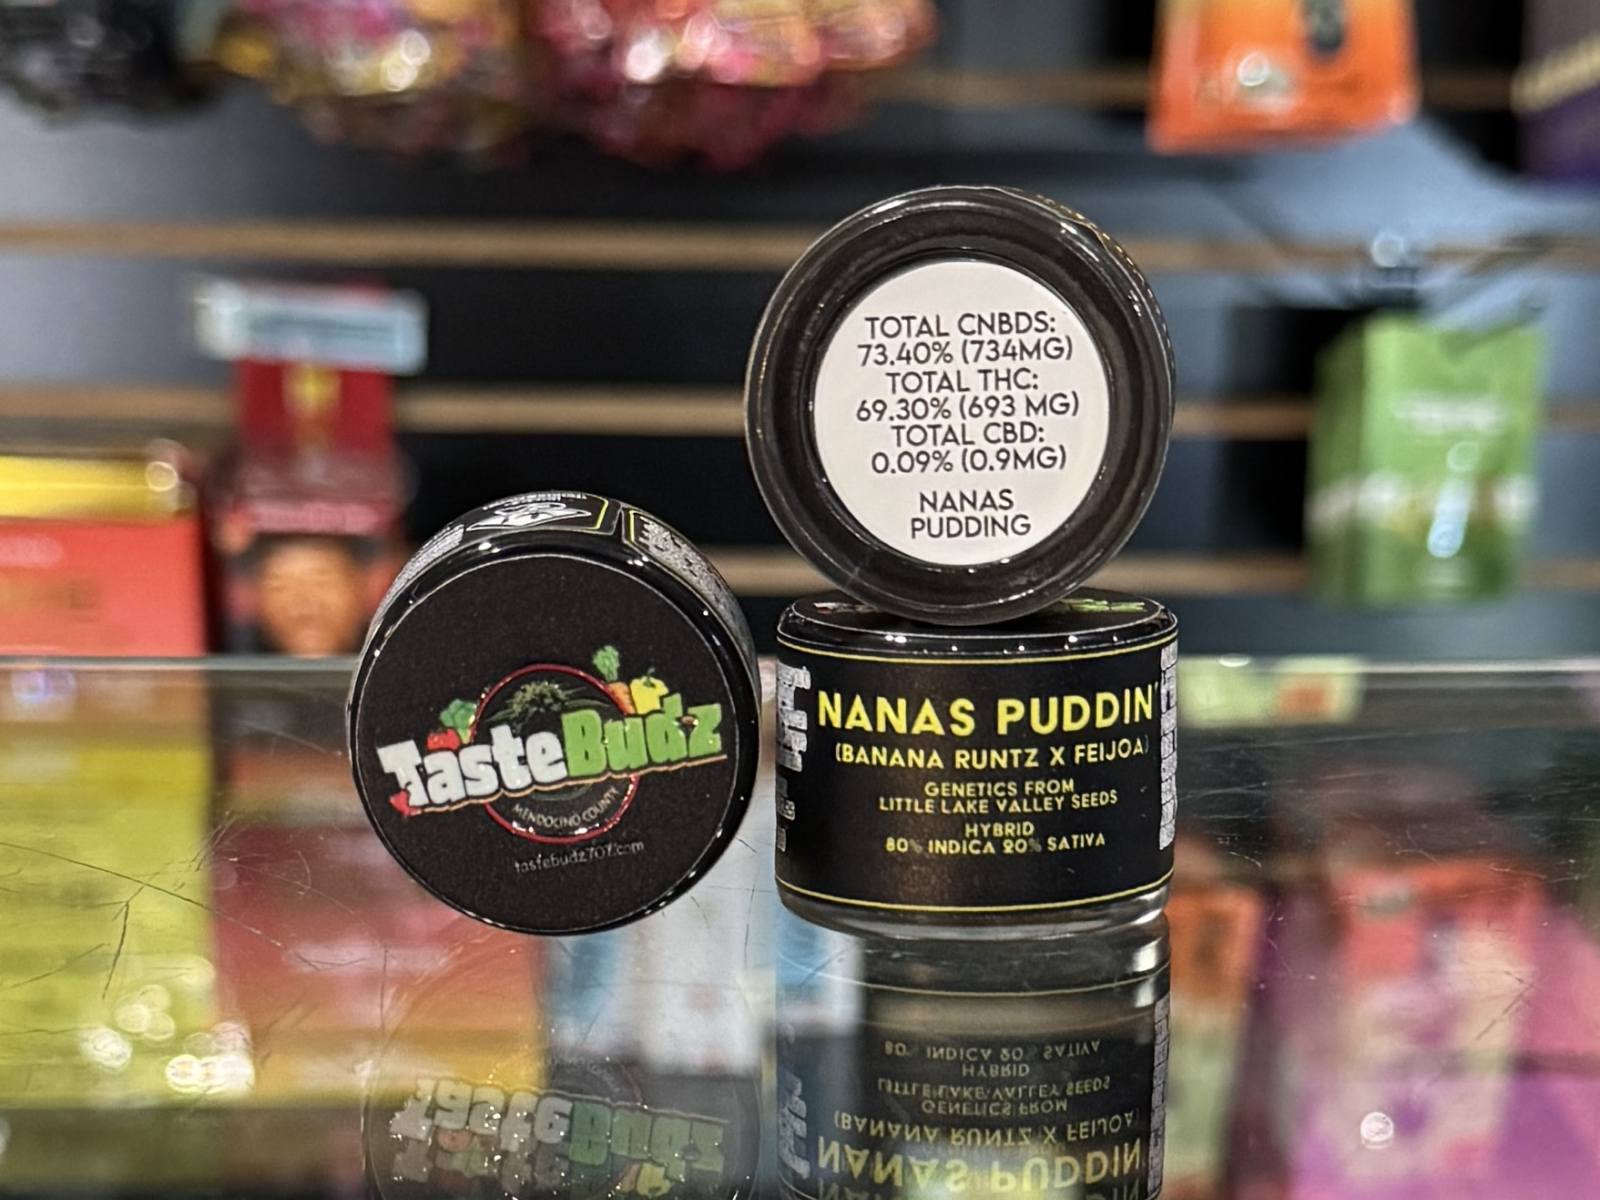 TOTAL CNBDS:
73.40% (734MG)
TOTAL THC:
69.30% (693 MG)
TOTAL CBD:
0.09% (0.9MG)
NANAS
PUDDING
TasteBudz
MENDOCINO COUNTY
tastebudz707.com
NANAS PUDDIN'
(BANANA RUNTZ X FEIJOA)
GENETICS FROM
LITTLE LAKE VALLEY SEEDS
HYBRID
80% INDICA 20% SATIVA